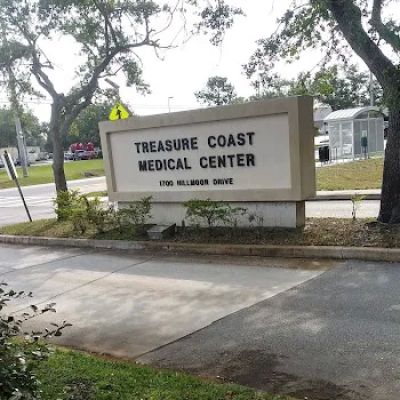 TREASURE COAST
MEDICAL CENTER
1700 HILLMOOR DRIVE